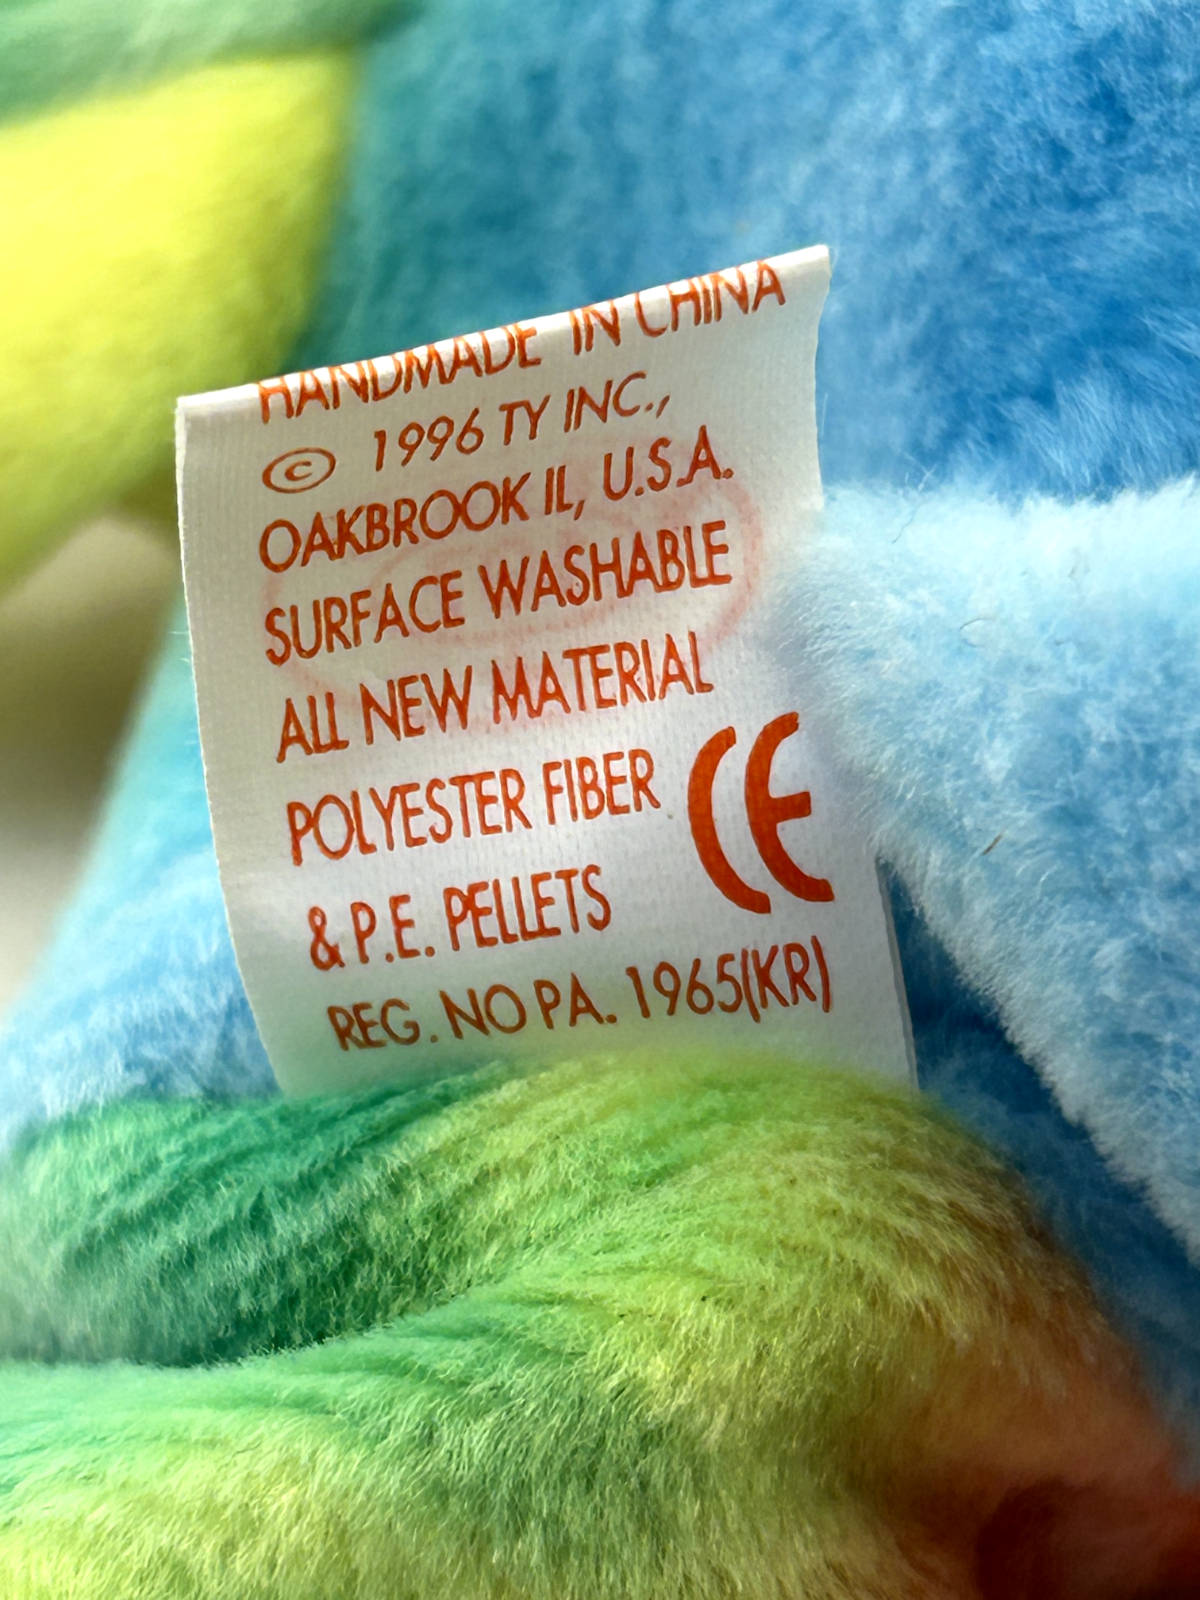 HANDMADE IN CHINA
© 1996 TY INC.,
OAKBROOK IL, U.S.A.
SURFACE WASHABLE
ALL NEW MATERIAL
POLYESTER FIBER
& P.E. PELLETS
CE
REG. NO PA. 1965(KR)